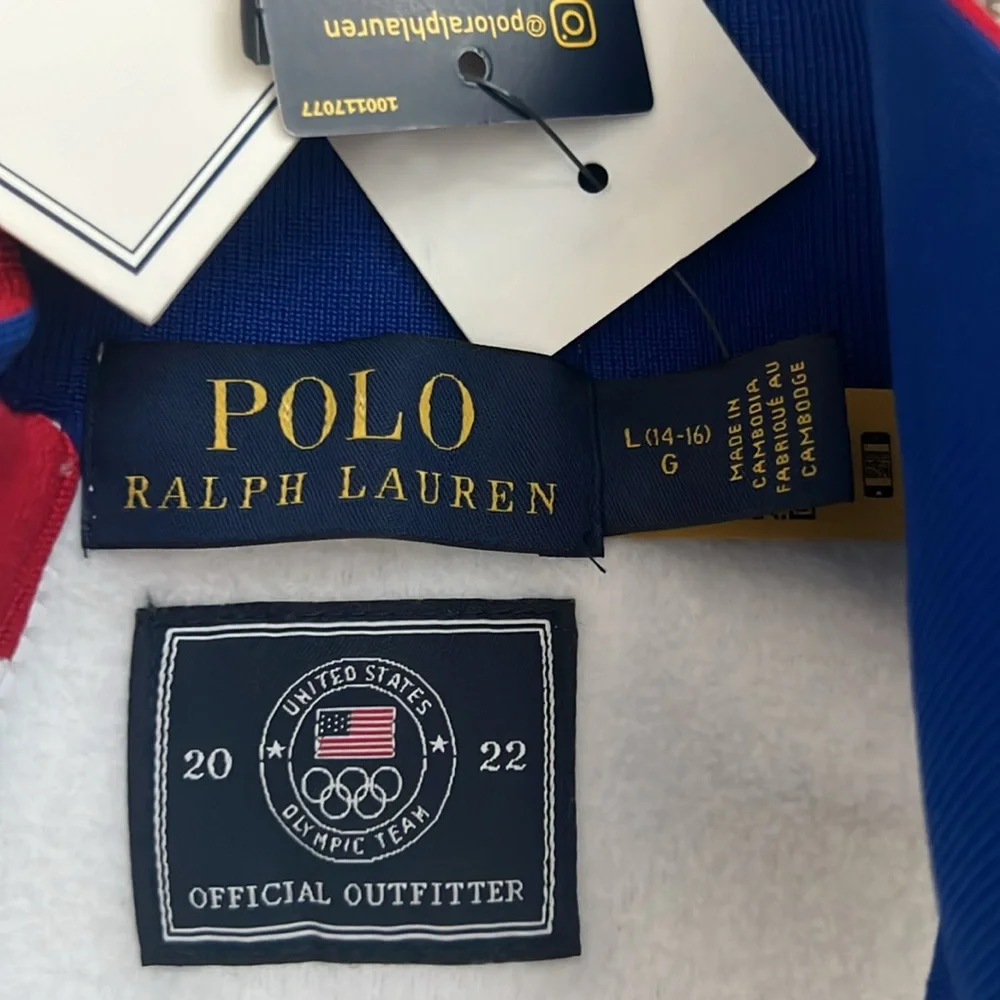 @poloralphlauren
100117077
POLO
RALPH LAUREN
L (14-16)
G
MADE IN
CAMBODIA
FABRIQUÉ AU
CAMBODGE
UNITED STATES
20 22
OLYMPIC TEAM
OFFICIAL OUTFITTER